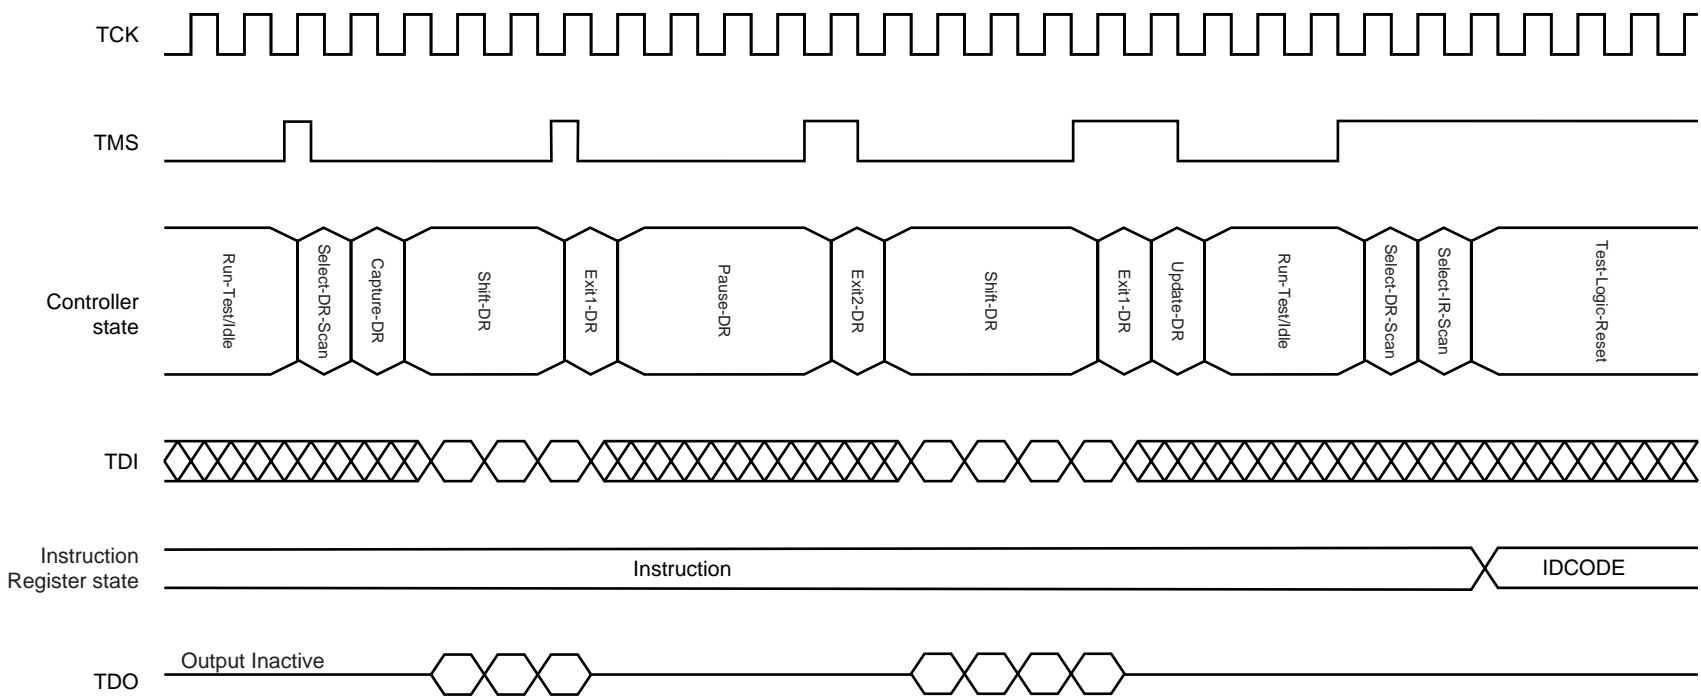 TCK
TMS
Controller
state
Run-Test/Idle
Select-DR-Scan
Capture-DR
Shift-DR
Exit1-DR
Pause-DR
Exit2-DR
Shift-DR
Exit1-DR
Update-DR
Run-Test/Idle
Select-DR-Scan
Select-IR-Scan
Test-Logic-Reset
TDI
Instruction
Register state
Instruction
IDCODE
TDO
Output Inactive